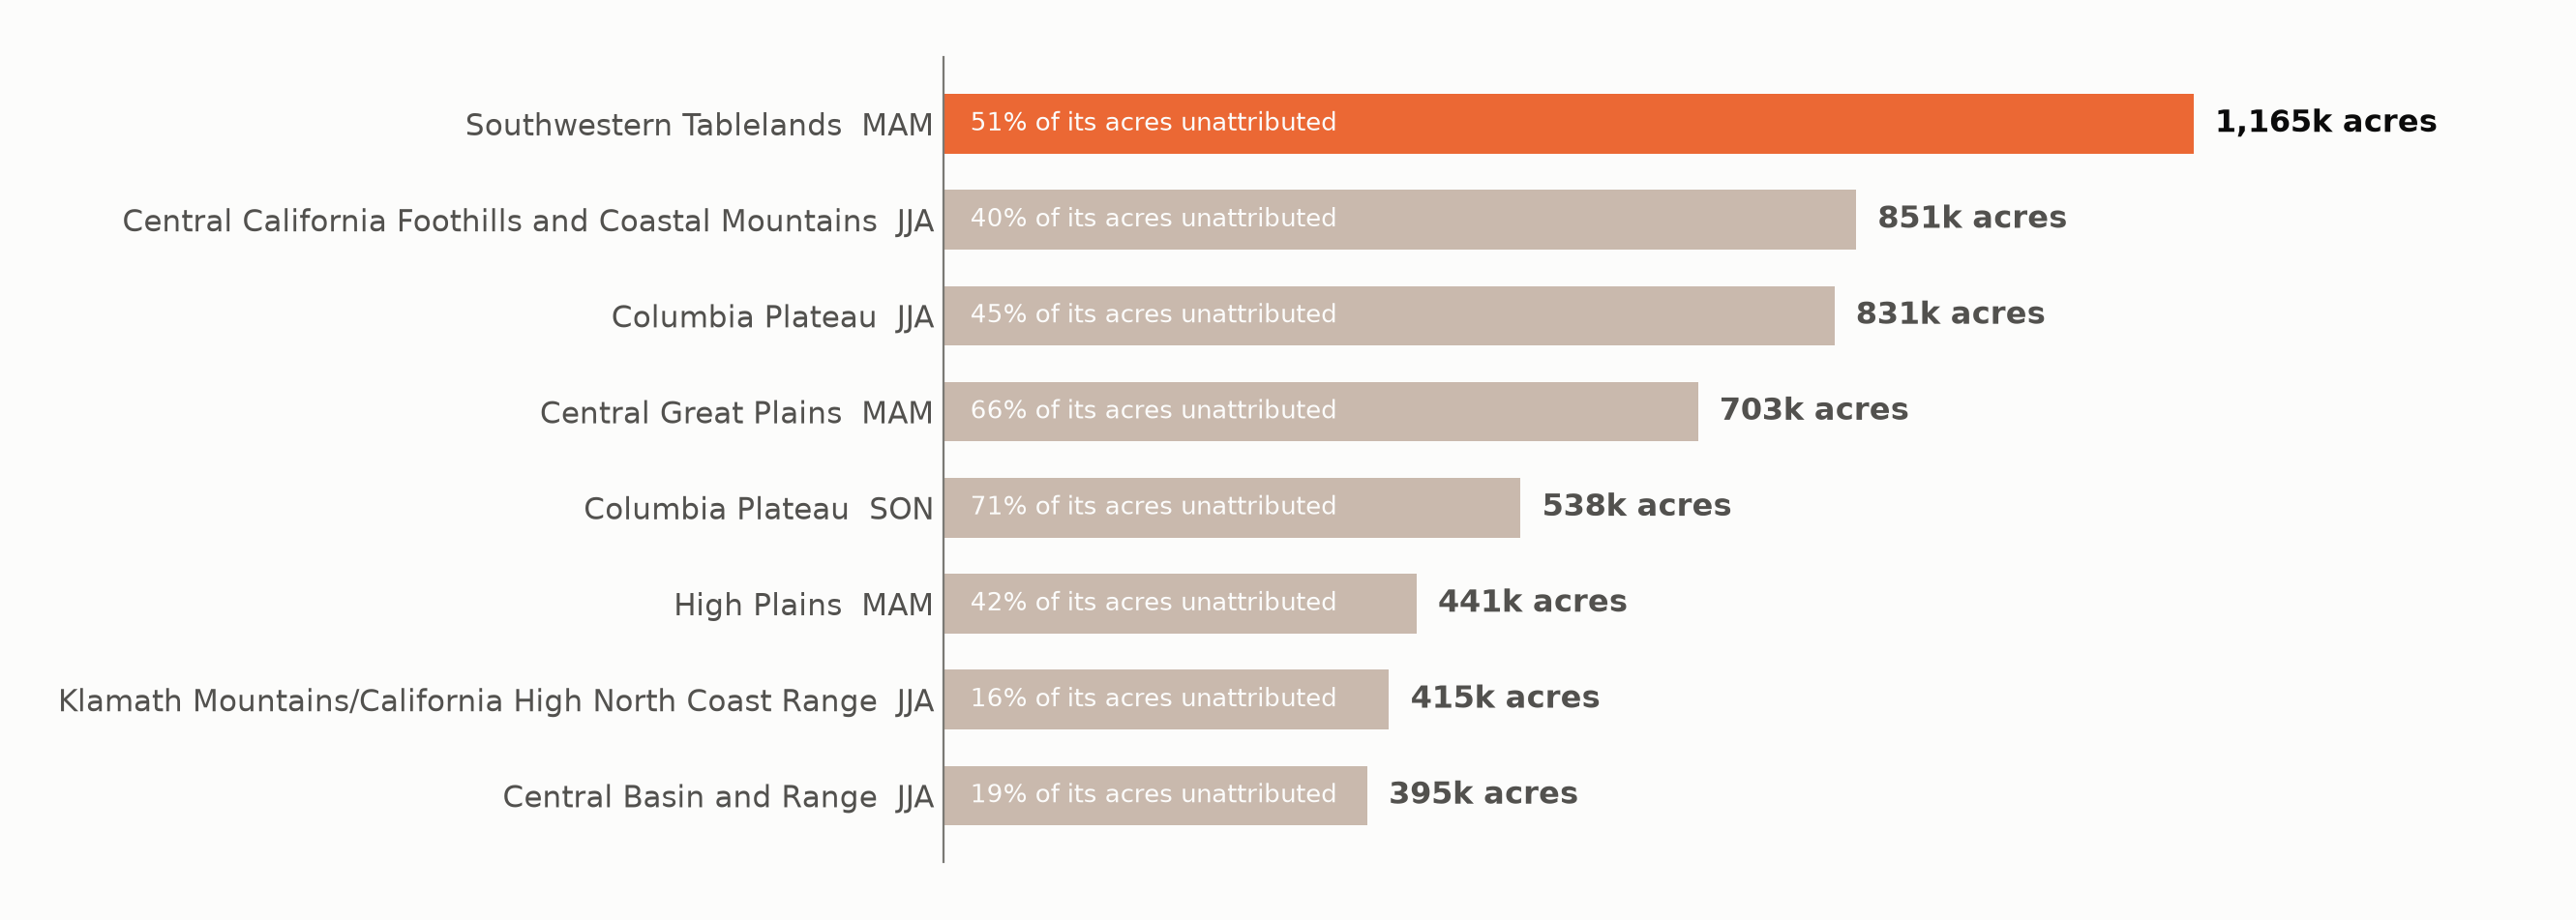 Southwestern Tablelands MAM 51% of its acres unattributed 1,165k acres
Central California Foothills and Coastal Mountains JJA 40% of its acres unattributed 851k acres
Columbia Plateau JJA 45% of its acres unattributed 831k acres
Central Great Plains MAM 66% of its acres unattributed 703k acres
Columbia Plateau SON 71% of its acres unattributed 538k acres
High Plains MAM 42% of its acres unattributed 441k acres
Klamath Mountains/California High North Coast Range JJA 16% of its acres unattributed 415k acres
Central Basin and Range JJA 19% of its acres unattributed 395k acres